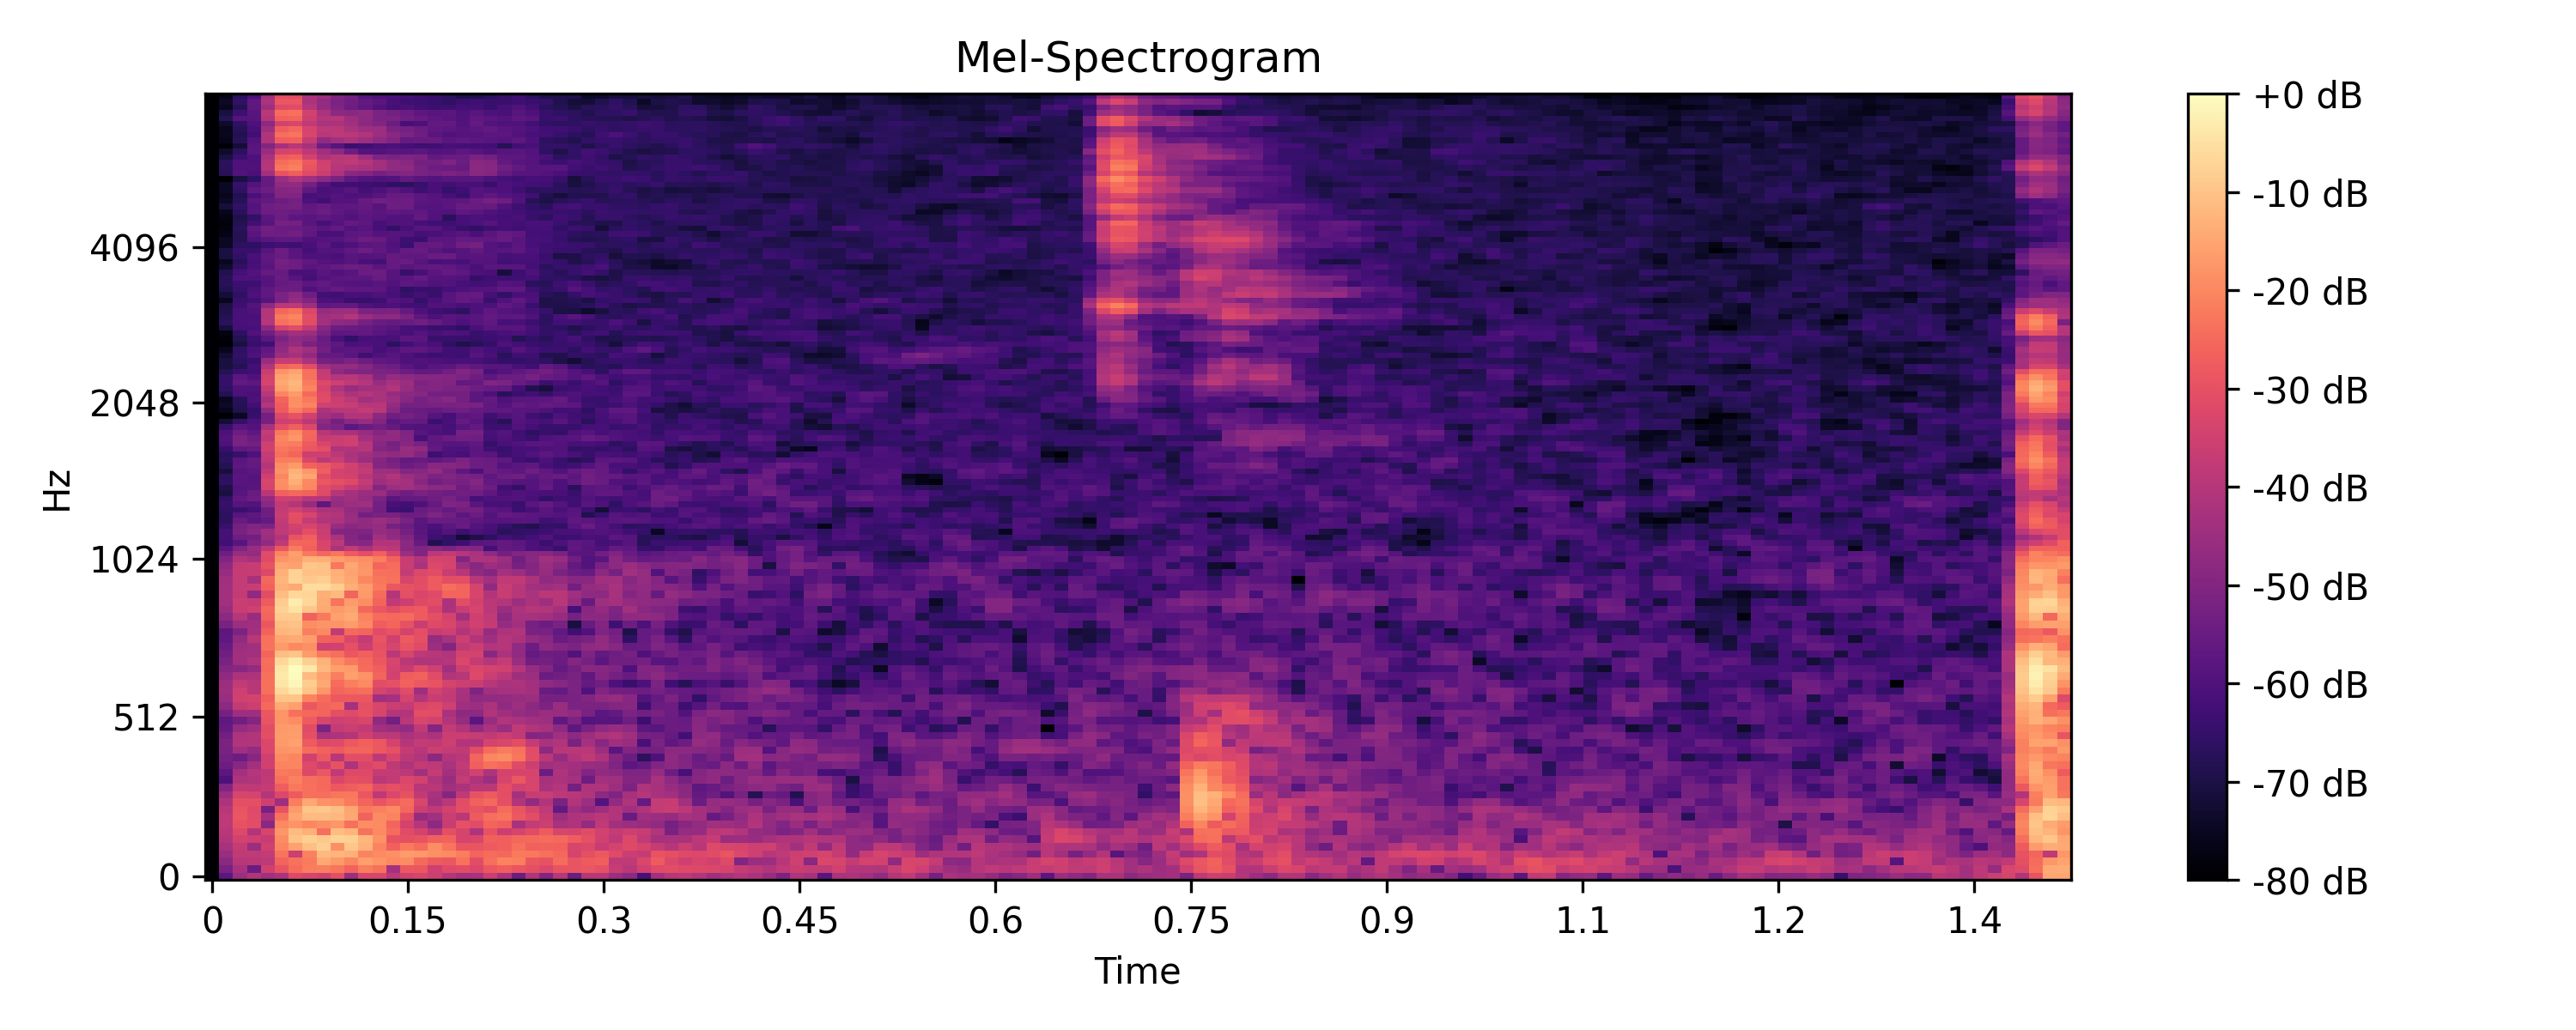 Mel-Spectrogram
+0 dB
-10 dB
-20 dB
-30 dB
-40 dB
-50 dB
-60 dB
-70 dB
-80 dB
Hz
4096
2048
1024
512
0
0 0.15 0.3 0.45 0.6 0.75 0.9 1.1 1.2 1.4
Time